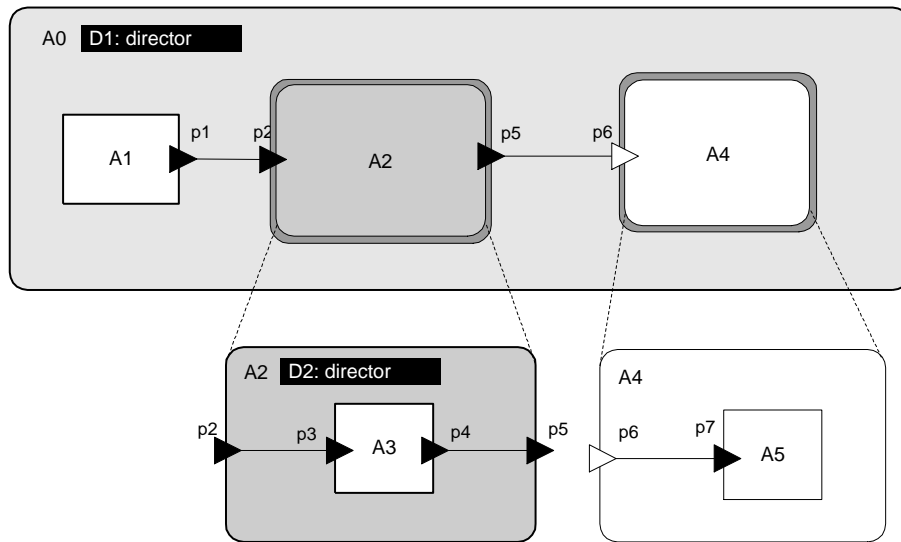 A0 D1: director
p1 p2 p5 p6
A1 A2 A4
A2 D2: director
A4
p2 p3 p4 p5 p6 p7
A3 A5